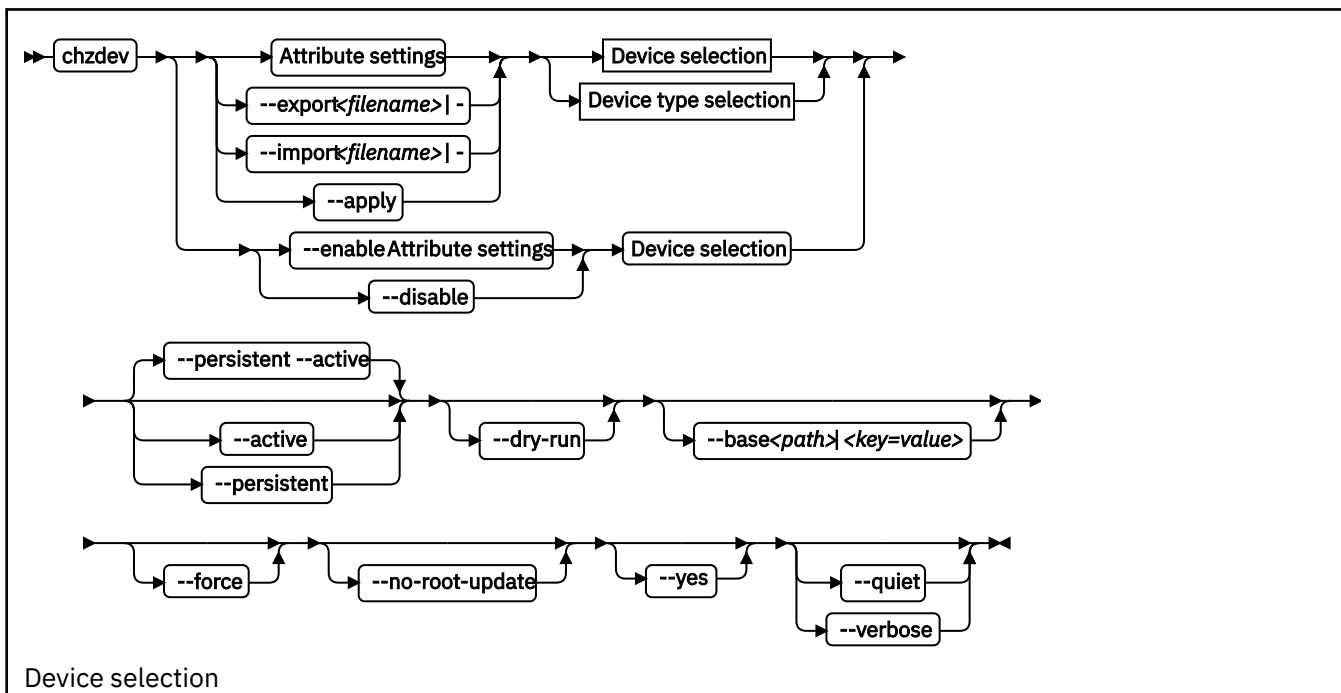 chzdev Attribute settings Device selection
--export<filename>| - Device type selection
--import<filename>| -
--apply
--enable Attribute settings Device selection
--disable
--persistent --active
--active --dry-run --base<path>| <key=value>
--persistent
--force --no-root-update --yes --quiet
--verbose
Device selection